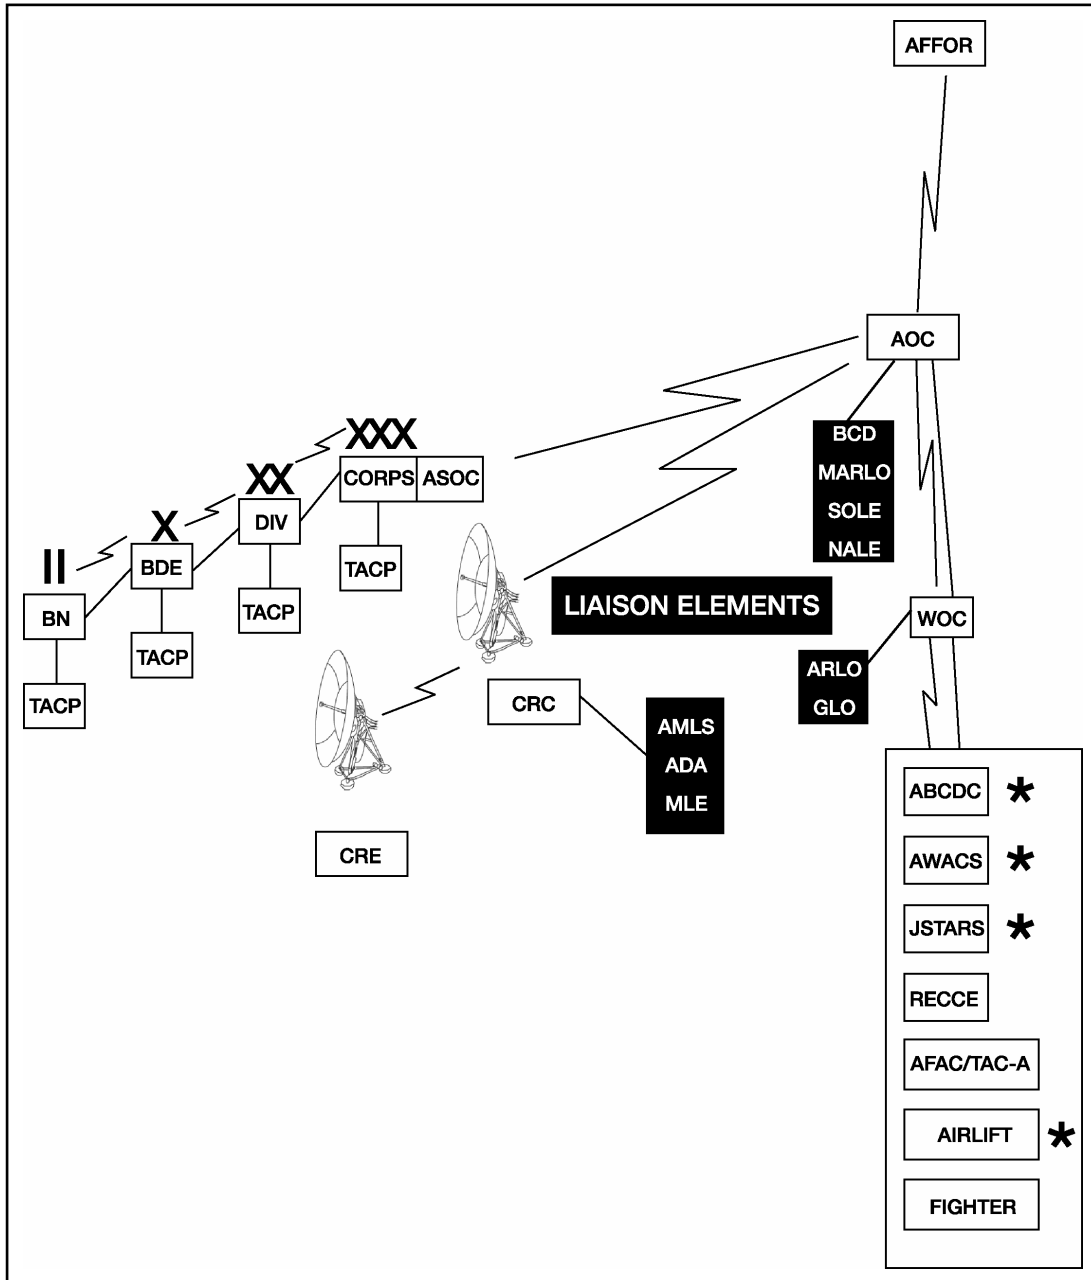 AFFOR
AOC
BCD
MARLO
SOLE
NALE
XXX
CORPS ASOC
TACP
XX
DIV
TACP
X
BDE
TACP
II
BN
TACP
LIAISON ELEMENTS
WOC
ARLO
GLO
CRC
AMLS
ADA
MLE
CRE
ABCDC *
AWACS *
JSTARS *
RECCE
AFAC/TAC-A
AIRLIFT *
FIGHTER